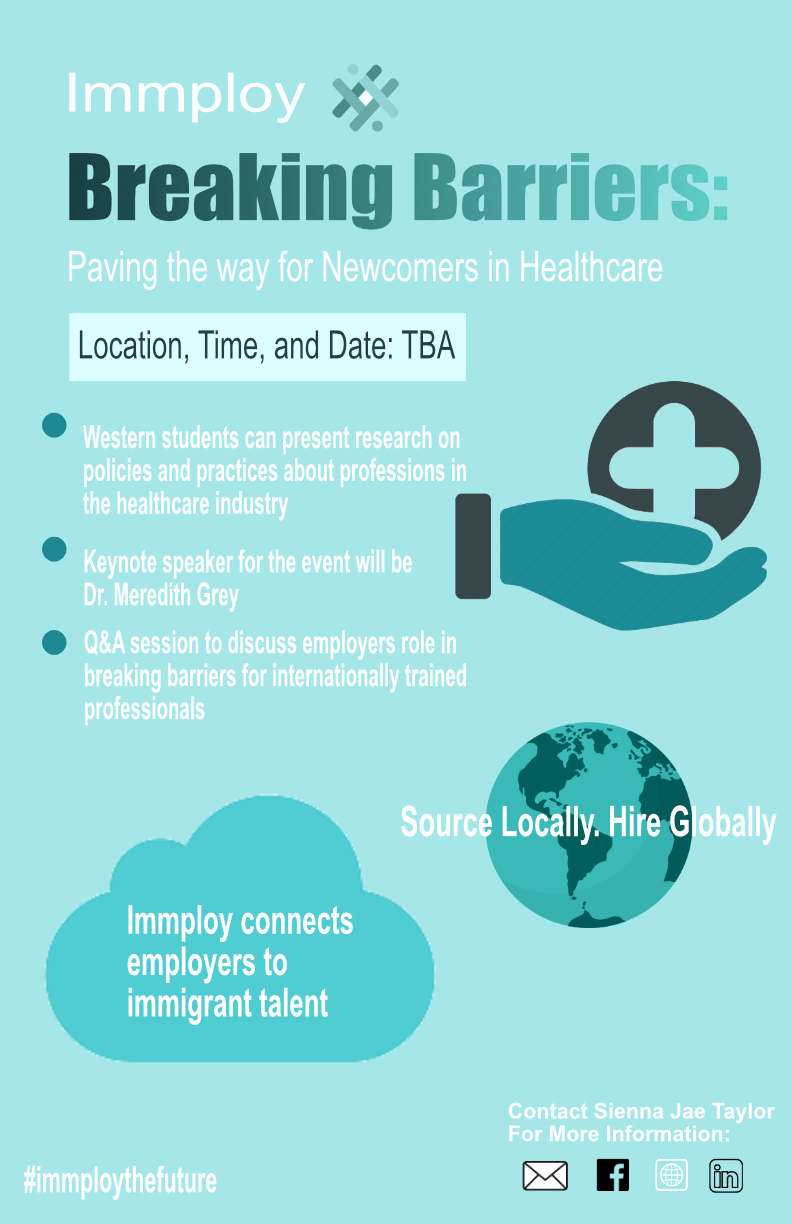 Immploy
Breaking Barriers:
Paving the way for Newcomers in Healthcare
Location, Time, and Date: TBA
Western students can present research on
policies and practices about professions in
the healthcare industry
Keynote speaker for the event will be
Dr. Meredith Grey
Q&A session to discuss employers role in
breaking barriers for internationally trained
professionals
Source Locally. Hire Globally
Immploy connects
employers to
immigrant talent
Contact Sienna Jae Taylor
For More Information:
#immploythefuture
f
in